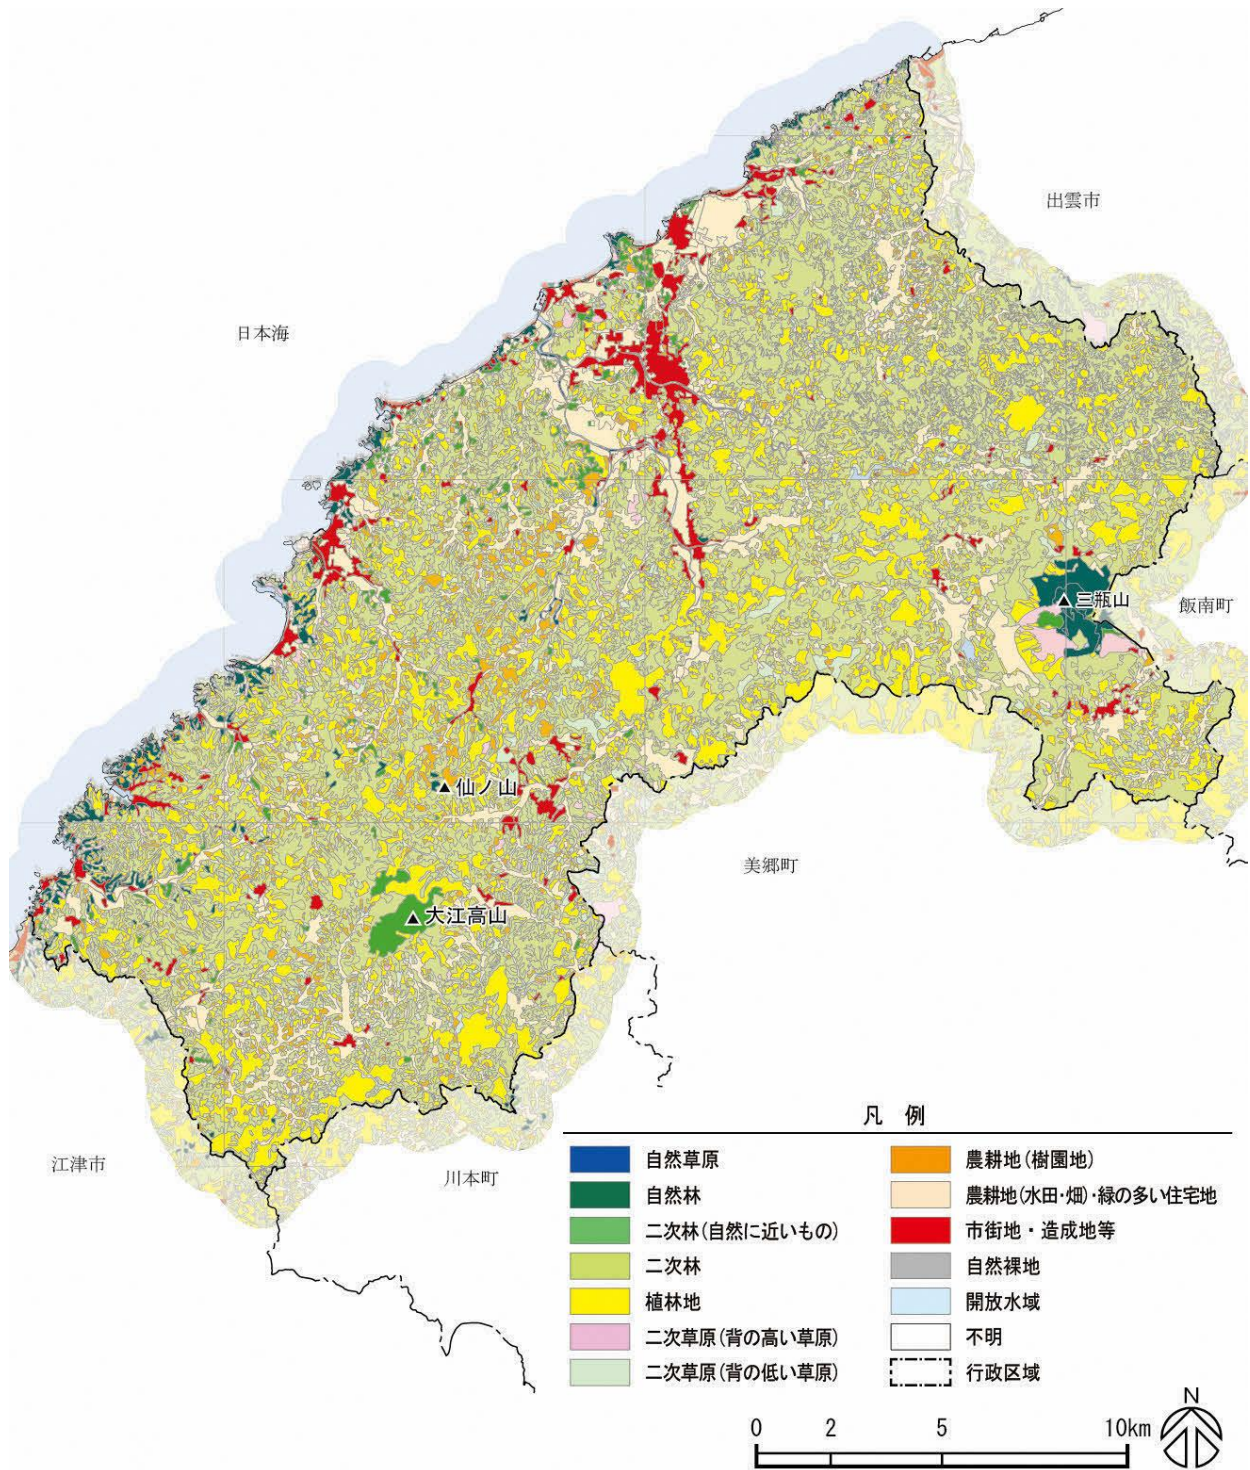 出雲市
日本海
▲三瓶山
飯南町
▲仙ノ山
美郷町
▲大江高山
江津市
川本町
凡 例
自然草原
自然林
二次林(自然に近いもの)
二次林
植林地
二次草原(背の高い草原)
二次草原(背の低い草原)
農耕地(樹園地)
農耕地(水田・畑)・緑の多い住宅地
市街地・造成地等
自然裸地
開放水域
不明
行政区域
0 2 5 10km
N